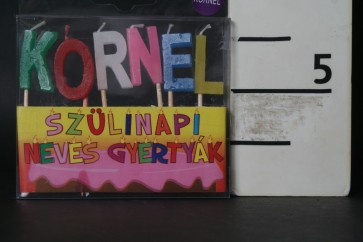 KORNEL
KORNEL
SZÜLINAPI
NEVES GYERTYÁK
5